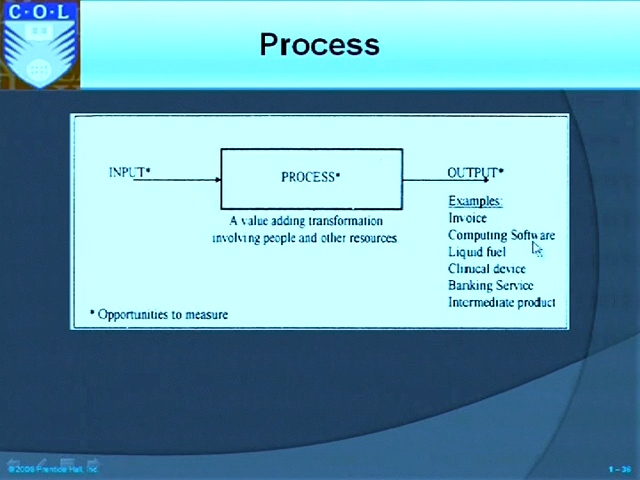 C·O·L
Process
INPUT*
PROCESS*
OUTPUT*
A value adding transformation
involving people and other resources
Examples:
Invoice
Computing Software
Liquid fuel
Clinical device
Banking Service
Intermediate product
* Opportunities to measure
©2006 Prentice Hall, Inc.
1 – 36